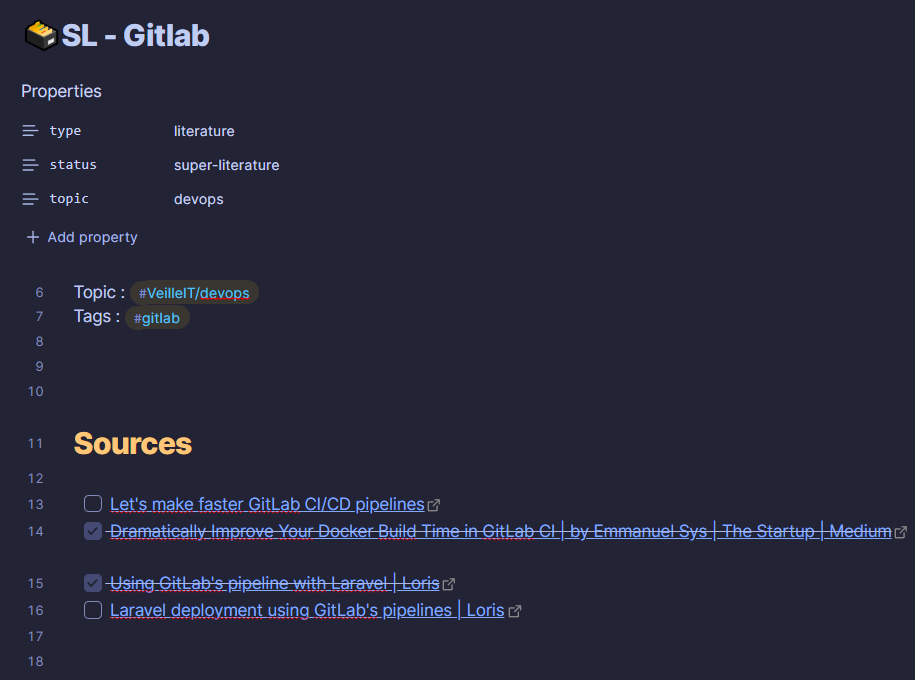 SL - Gitlab
Properties
type literature
status super-literature
topic devops
Add property
6 Topic : #VeilleIT/devops
7 Tags : #gitlab
8
9
10
11 Sources
12
13 Let's make faster GitLab CI/CD pipelines
14 Dramatically Improve Your Docker Build Time in GitLab CI | by Emmanuel Sys | The Startup | Medium
15 Using GitLab's pipeline with Laravel | Loris
16 Laravel deployment using GitLab's pipelines | Loris
17
18